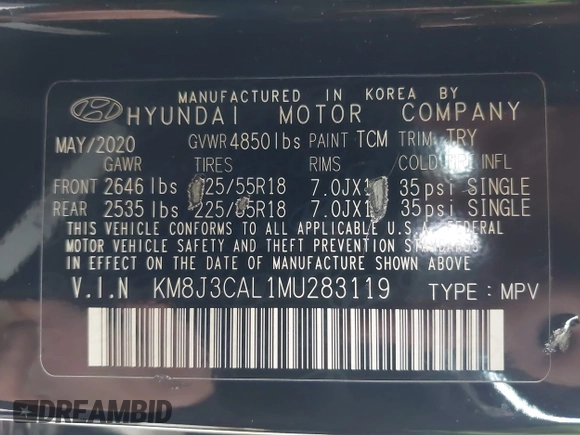 MANUFACTURED IN KOREA BY
HYUNDAI MOTOR COMPANY
MAY/2020 GVWR 4850lbs PAINT TCM TRIM TRY
GAWR TIRES RIMS COLD INFL
FRONT 2646 lbs 225/55R18 7.0JX1 35psi SINGLE
REAR 2535 lbs 225/55R18 7.0JX1 35psi SINGLE
THIS VEHICLE CONFORMS TO ALL APPLICABLE U.S.A FEDERAL
MOTOR VEHICLE SAFETY AND THEFT PREVENTION STANDARDS
IN EFFECT ON THE DATE OF MANUFACTURE SHOWN ABOVE.
V.I.N KM8J3CAL1MU283119 TYPE : MPV
DREAMBID